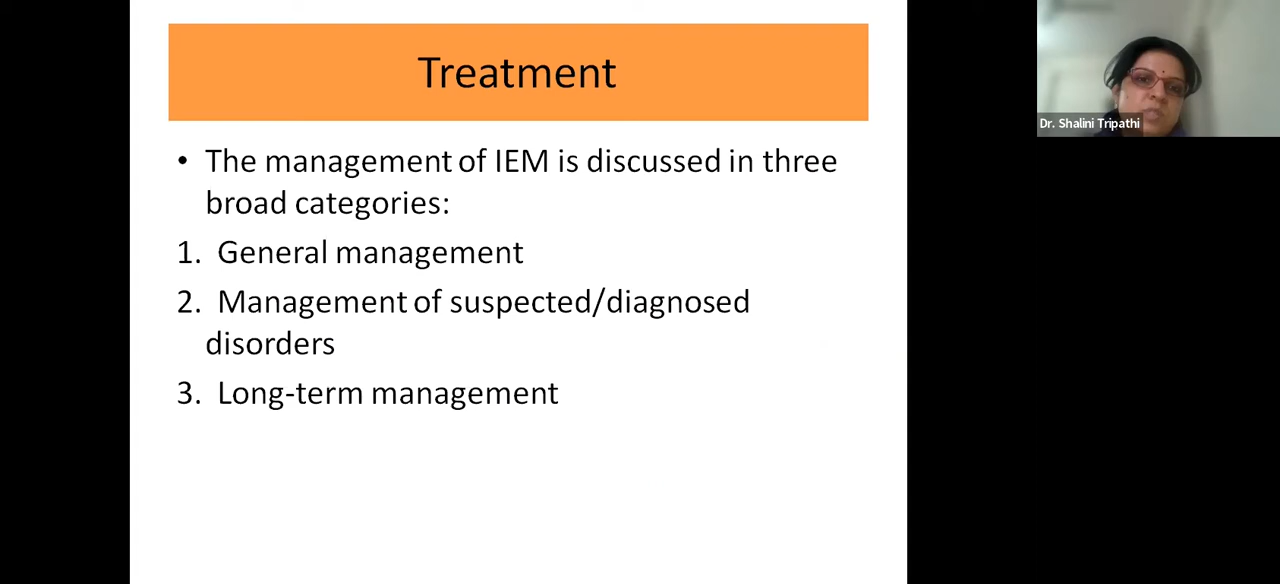 Treatment
• The management of IEM is discussed in three
broad categories:
1. General management
2. Management of suspected/diagnosed
disorders
3. Long-term management
Dr. Shalini Tripathi